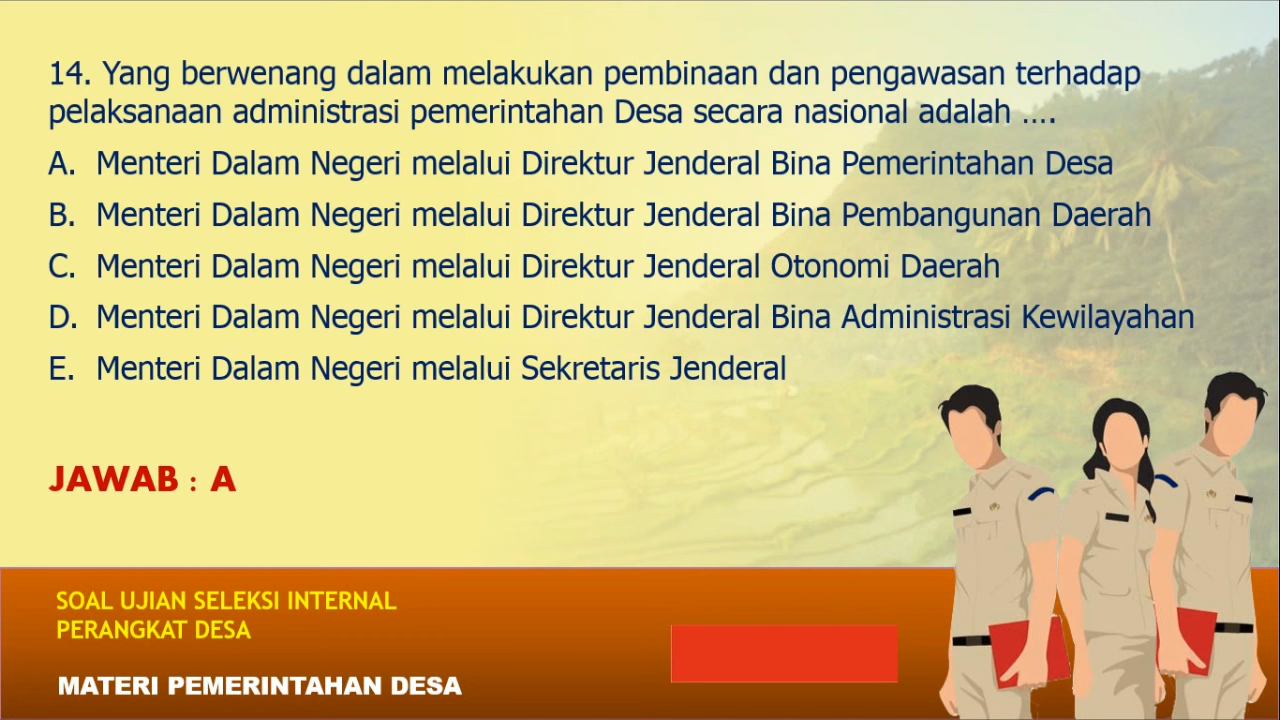 14. Yang berwenang dalam melakukan pembinaan dan pengawasan terhadap
pelaksanaan administrasi pemerintahan Desa secara nasional adalah ....
A. Menteri Dalam Negeri melalui Direktur Jenderal Bina Pemerintahan Desa
B. Menteri Dalam Negeri melalui Direktur Jenderal Bina Pembangunan Daerah
C. Menteri Dalam Negeri melalui Direktur Jenderal Otonomi Daerah
D. Menteri Dalam Negeri melalui Direktur Jenderal Bina Administrasi Kewilayahan
E. Menteri Dalam Negeri melalui Sekretaris Jenderal
JAWAB : A
SOAL UJIAN SELEKSI INTERNAL
PERANGKAT DESA
MATERI PEMERINTAHAN DESA